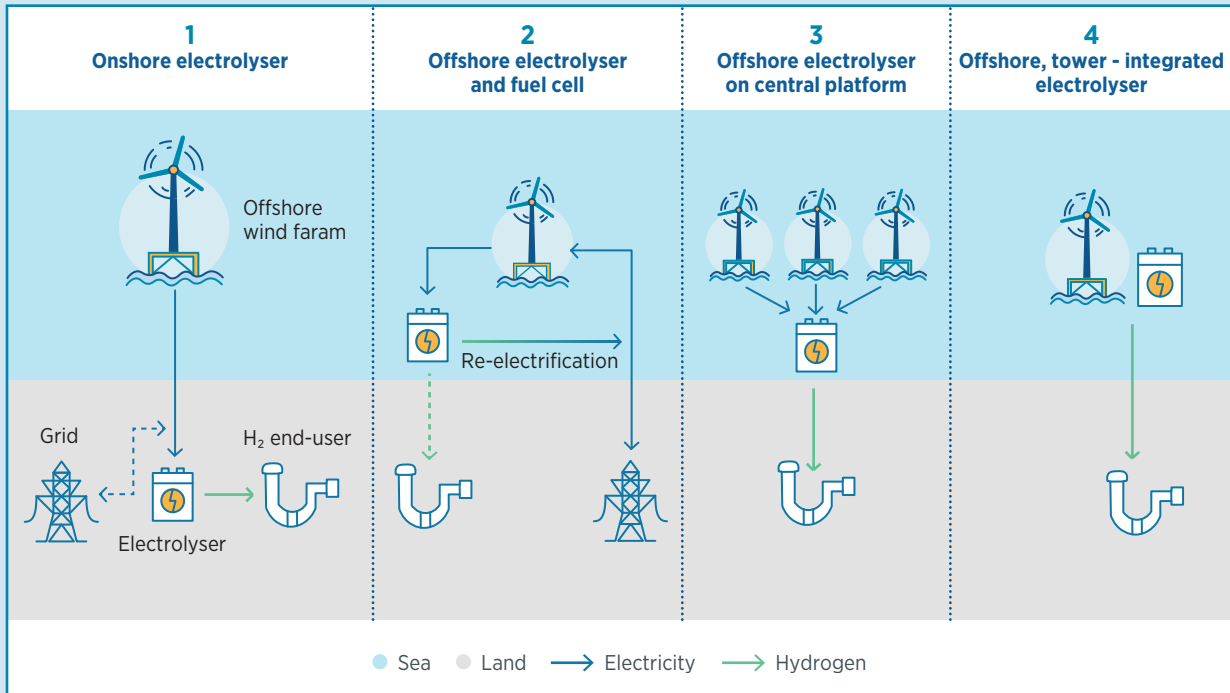 1
Onshore electrolyser
2
Offshore electrolyser
and fuel cell
3
Offshore electrolyser
on central platform
4
Offshore, tower - integrated
electrolyser
Offshore
wind faram
Grid
H₂ end-user
Electrolyser
Re-electrification
Sea
Land
Electricity
Hydrogen